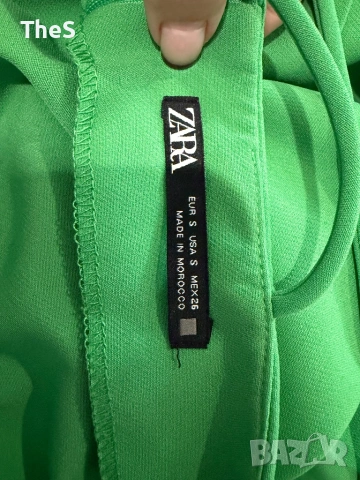 TheS
ZARA
EUR S USA S MEX 26
MADE IN MOROCCO
BAZAR